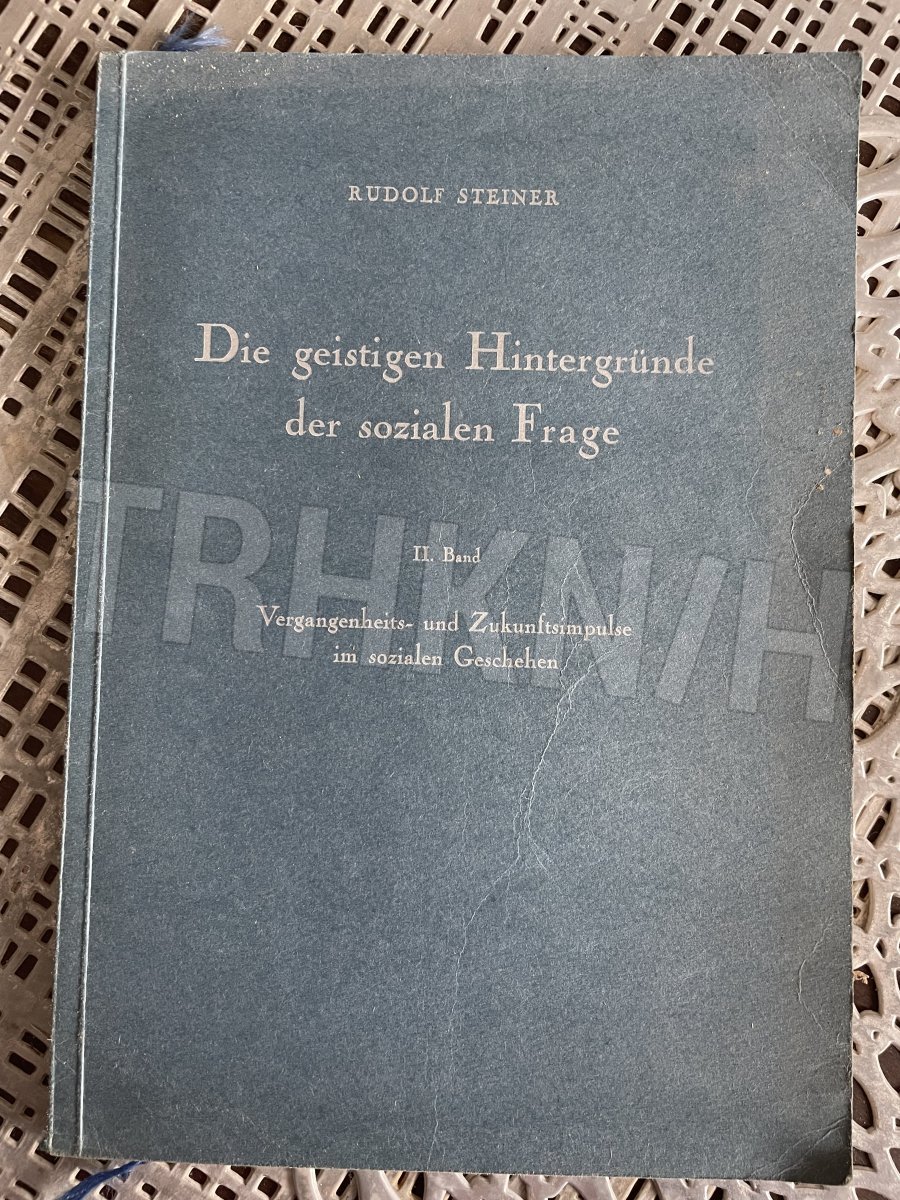 RUDOLF STEINER
Die geistigen Hintergründe
der sozialen Frage
TRHKN/H
II. Band
Vergangenheits- und Zukunftsimpulse
im sozialen Geschehen